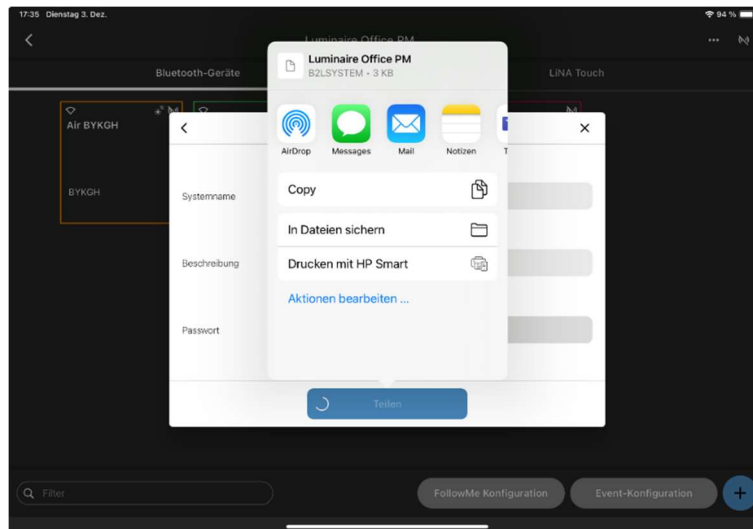 17:35 Dienstag 3. Dez.
94 %
Luminaire Office PM
Bluetooth-Geräte
LiNA Touch
Air BYKGH
BYKGH
Luminaire Office PM
B2LSYSTEM • 3 KB
AirDrop
Messages
Mail
Notizen
T
Copy
In Dateien sichern
Drucken mit HP Smart
Aktionen bearbeiten ...
Systemname
Beschreibung
Passwort
Teilen
Filter
FollowMe Konfiguration
Event-Konfiguration